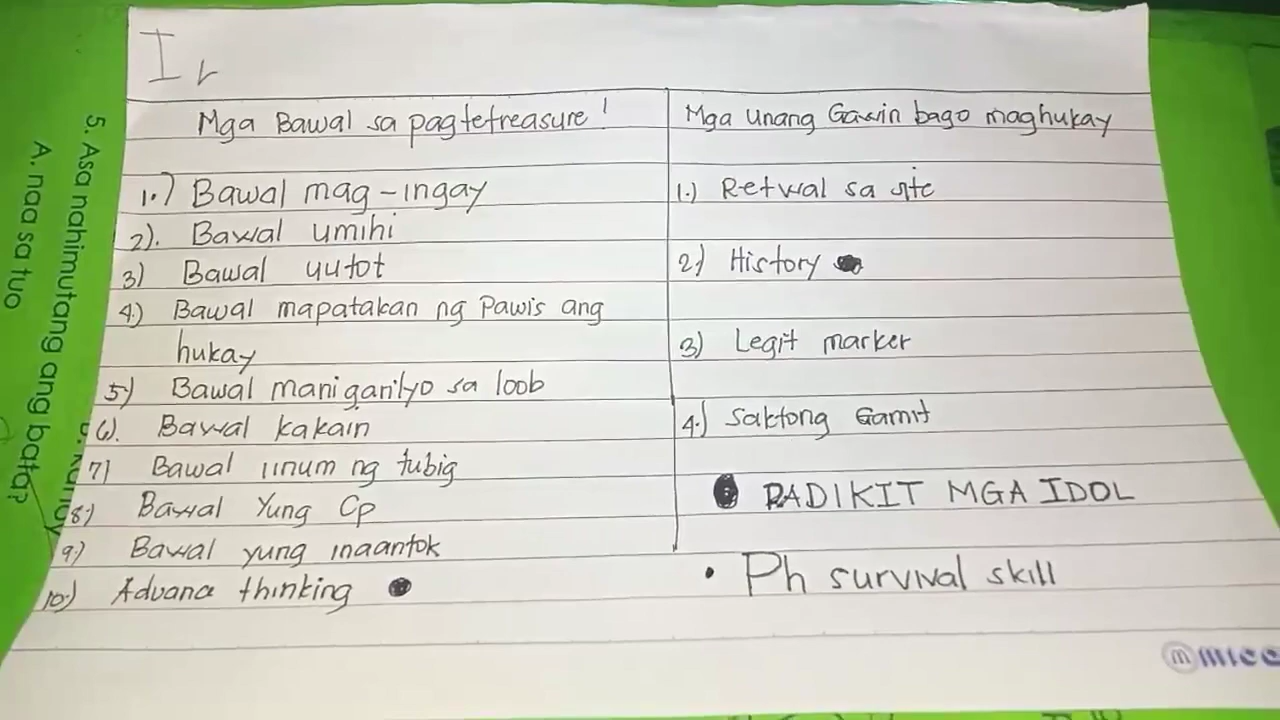 I
Mga Bawal sa pagtetreasure!
1.) Bawal mag-ingay
2). Bawal umihi
3) Bawal uutot
4.) Bawal mapatakan ng Pawis ang
hukay
5.) Bawal manigarilyo sa loob
6). Bawal kakain
7) Bawal iinum ng tubig
8.) Bawal Yung Cp
9.) Bawal yung inaantok
10.) Advance thinking
Mga Unang Gawin bago maghukay
1.) Retwal sa site
2.) History
3) Legit marker
4.) Saktong Gamit
PADIKIT MGA IDOL
• Ph survival skill
5. Asa nahimutang ang bata?
A. naa sa tuo